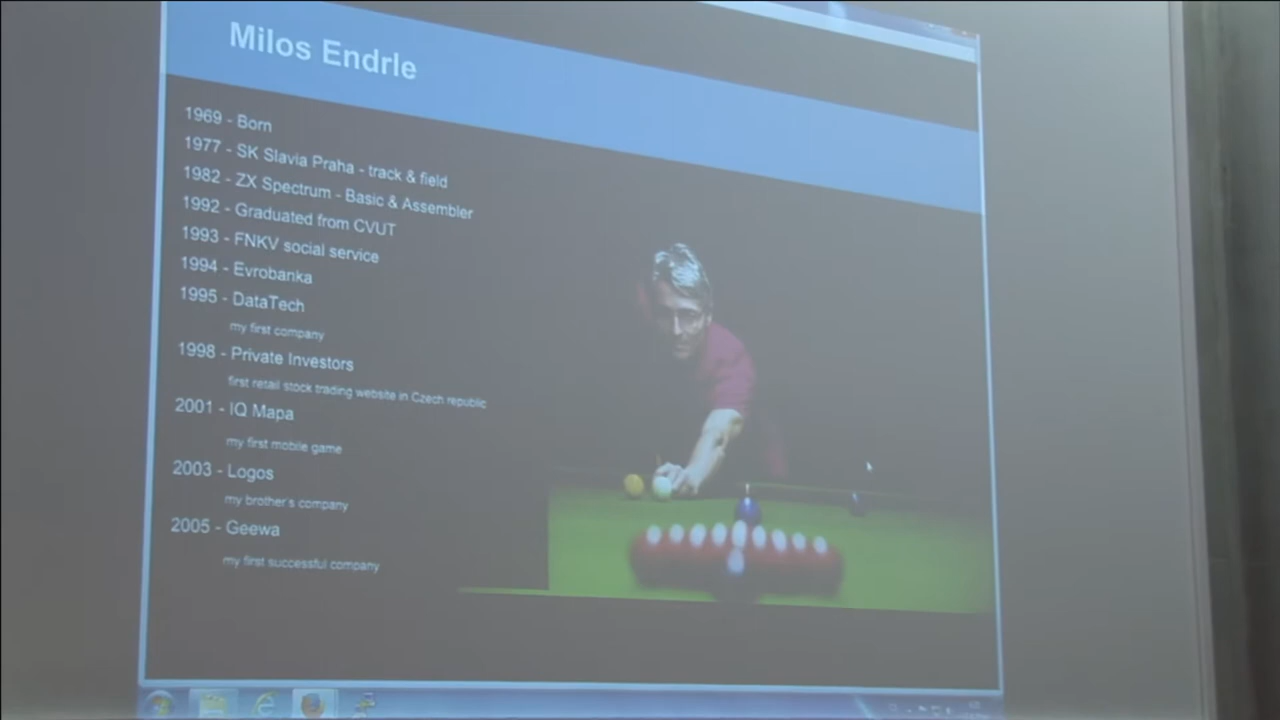 Milos Endrle
1969 - Born
1977 - SK Slavia Praha - track & field
1982 - ZX Spectrum - Basic & Assembler
1992 - Graduated from CVUT
1993 - FNKV social service
1994 - Evrobanka
1995 - DataTech
my first company
1998 - Private Investors
first retail stock trading website in Czech republic
2001 - IQ Mapa
my first mobile game
2003 - Logos
my brother's company
2005 - Geewa
my first successful company